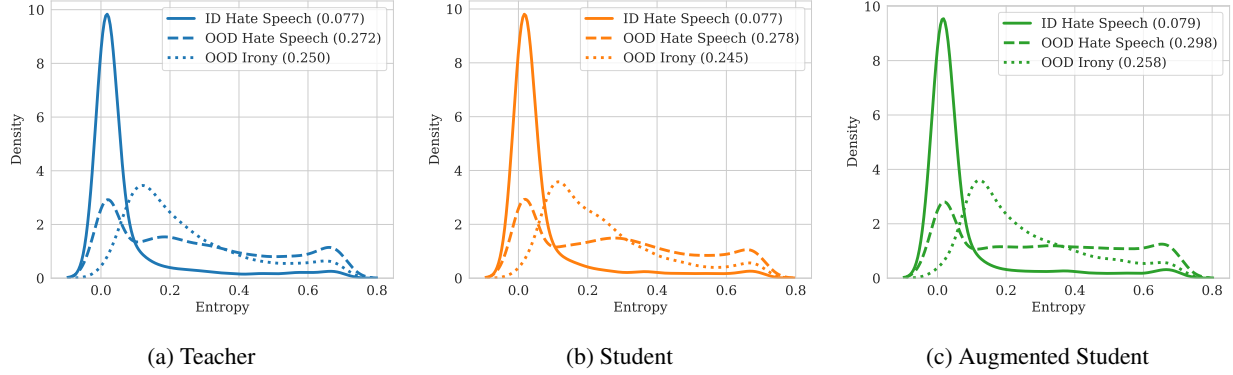 ID Hate Speech (0.077)
OOD Hate Speech (0.272)
OOD Irony (0.250)
10
8
6
4
2
0
Density
0.0 0.2 0.4 0.6 0.8
Entropy
(a) Teacher
ID Hate Speech (0.077)
OOD Hate Speech (0.278)
OOD Irony (0.245)
10
8
6
4
2
0
Density
0.0 0.2 0.4 0.6 0.8
Entropy
(b) Student
ID Hate Speech (0.079)
OOD Hate Speech (0.298)
OOD Irony (0.258)
10
8
6
4
2
0
Density
0.0 0.2 0.4 0.6 0.8
Entropy
(c) Augmented Student